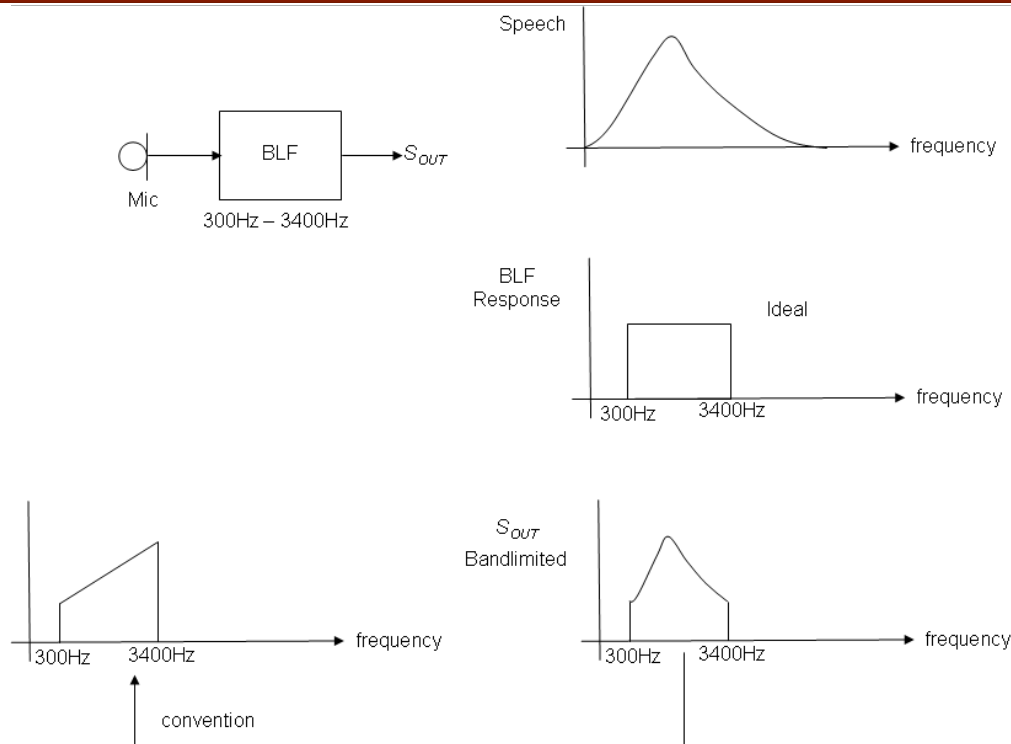 Speech
frequency
BLF
S_OUT
Mic
300Hz – 3400Hz
BLF
Response
Ideal
frequency
300Hz
3400Hz
S_OUT
Bandlimited
frequency
300Hz
3400Hz
frequency
300Hz
3400Hz
convention